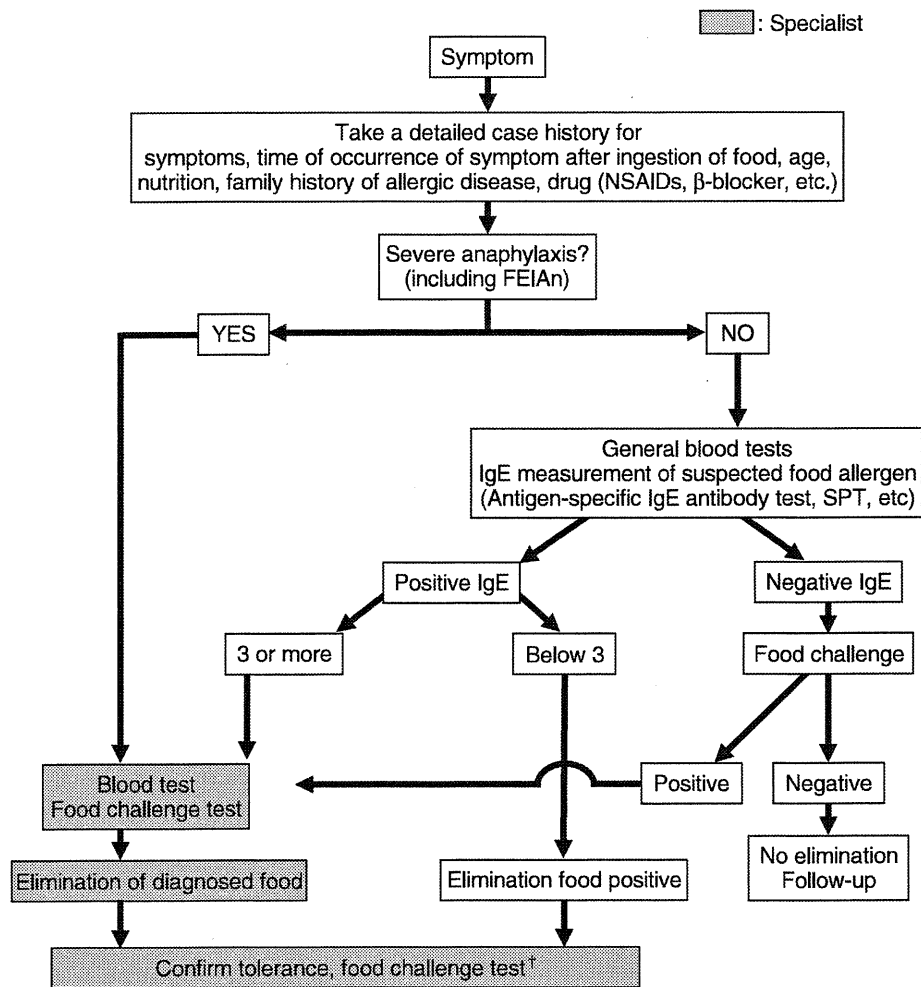 : Specialist
Symptom
Take a detailed case history for
symptoms, time of occurrence of symptom after ingestion of food, age,
nutrition, family history of allergic disease, drug (NSAIDs, β-blocker, etc.)
Severe anaphylaxis?
(including FEIAn)
YES
NO
General blood tests
IgE measurement of suspected food allergen
(Antigen-specific IgE antibody test, SPT, etc)
Positive IgE
Negative IgE
3 or more
Below 3
Food challenge
Blood test
Food challenge test
Positive
Negative
Elimination of diagnosed food
Elimination food positive
No elimination
Follow-up
Confirm tolerance, food challenge test†